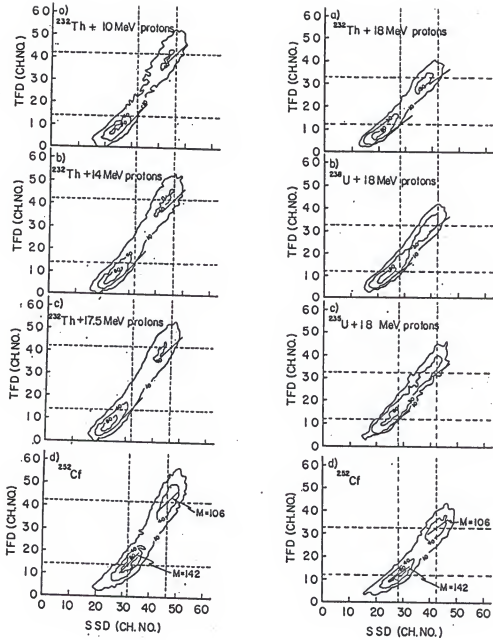 a)
²³²Th + 10 MeV protons
TFD (CH.NO.)
60
50
40
30
20
10
0
b)
²³²Th + 14 MeV protons
TFD (CH.NO.)
60
50
40
30
20
10
0
c)
²³²Th + 17.5 MeV protons
TFD (CH.NO.)
60
50
40
30
20
10
0
d)
²⁵²Cf
M=106
M=142
TFD (CH.NO.)
60
50
40
30
20
10
0
0 10 20 30 40 50 60
SSD (CH.NO.)
a)
²³²Th + 18 MeV protons
TFD (CH.NO.)
60
50
40
30
20
10
0
b)
²³⁸U + 18 MeV protons
TFD (CH.NO.)
60
50
40
30
20
10
0
c)
²³⁵U + 18 MeV protons
TFD (CH.NO.)
60
50
40
30
20
10
0
d)
²⁵²Cf
M=106
M=142
TFD (CH.NO.)
60
50
40
30
20
10
0
0 10 20 30 40 50 60
SSD (CH.NO.)